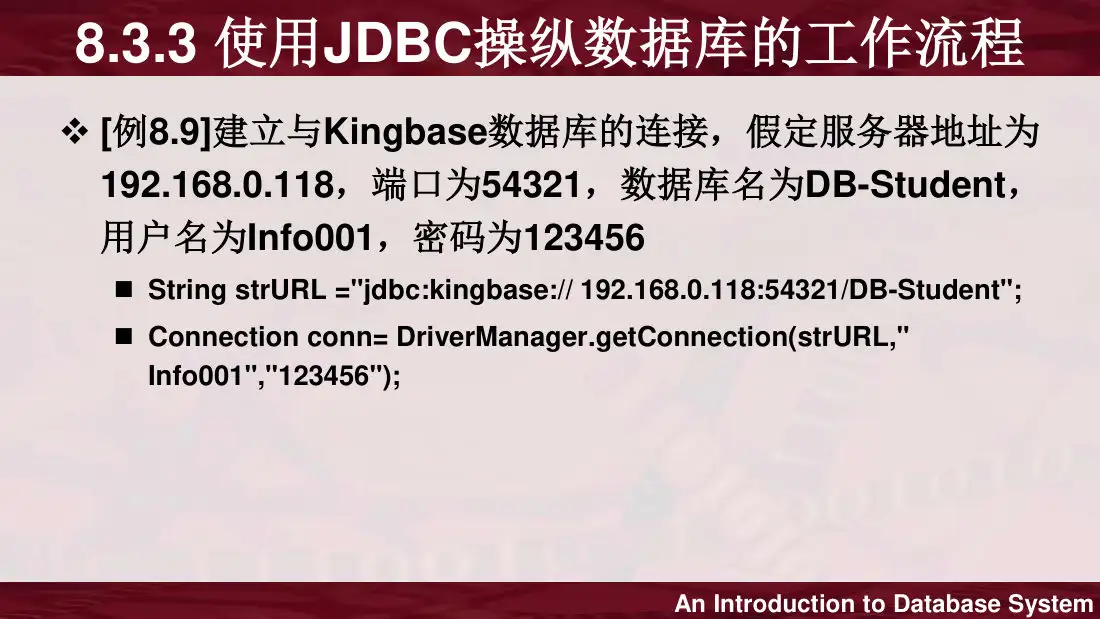 8.3.3 使用JDBC操纵数据库的工作流程
[例8.9]建立与Kingbase数据库的连接，假定服务器地址为
192.168.0.118，端口为54321，数据库名为DB-Student，
用户名为Info001，密码为123456
String strURL ="jdbc:kingbase:// 192.168.0.118:54321/DB-Student";
Connection conn= DriverManager.getConnection(strURL,"
Info001","123456");
An Introduction to Database System